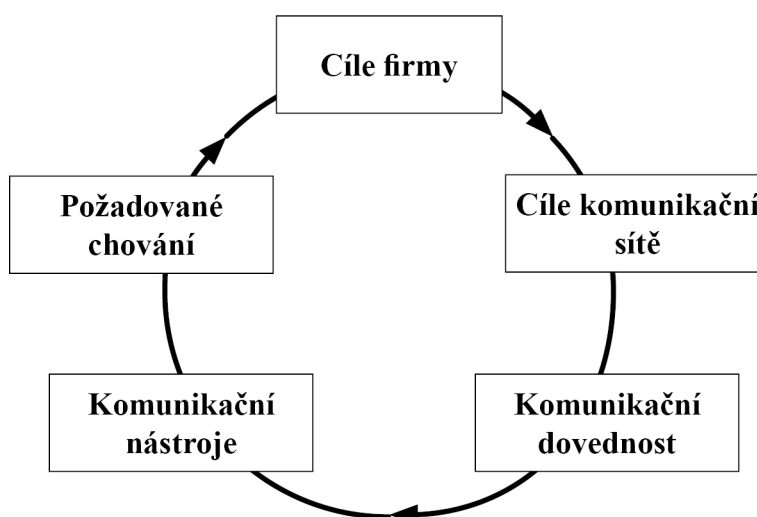 Cíle firmy
Cíle komunikační
sítě
Komunikační
dovednost
Komunikační
nástroje
Požadované
chování